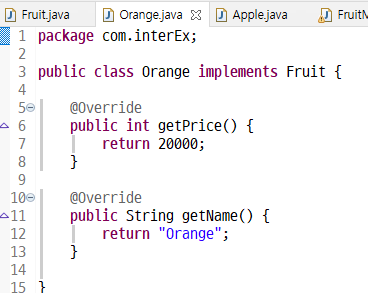 Fruit.java Orange.java Apple.java FruitM
1 package com.interEx;
2
3 public class Orange implements Fruit {
4
5 @Override
6 public int getPrice() {
7 return 20000;
8 }
9
10 @Override
11 public String getName() {
12 return "Orange";
13 }
14
15 }